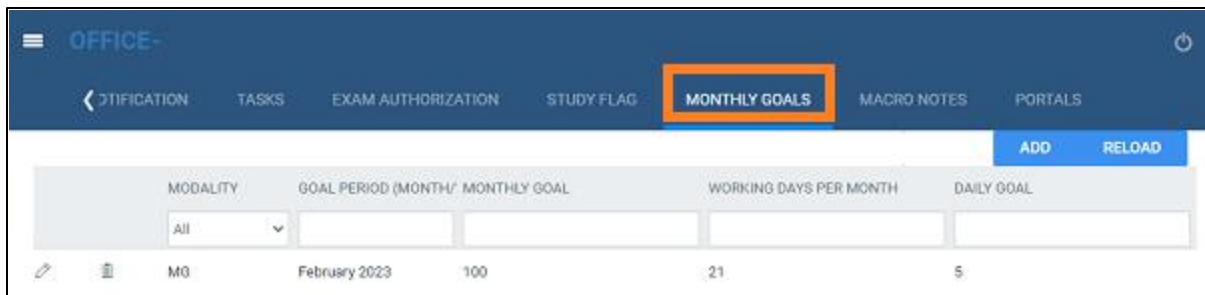 OFFICE-
OTIFICATION TASKS EXAM AUTHORIZATION STUDY FLAG MONTHLY GOALS MACRO NOTES PORTALS
ADD RELOAD
MODALITY GOAL PERIOD (MONTH/ MONTHLY GOAL WORKING DAYS PER MONTH DAILY GOAL
All
MG February 2023 100 21 5